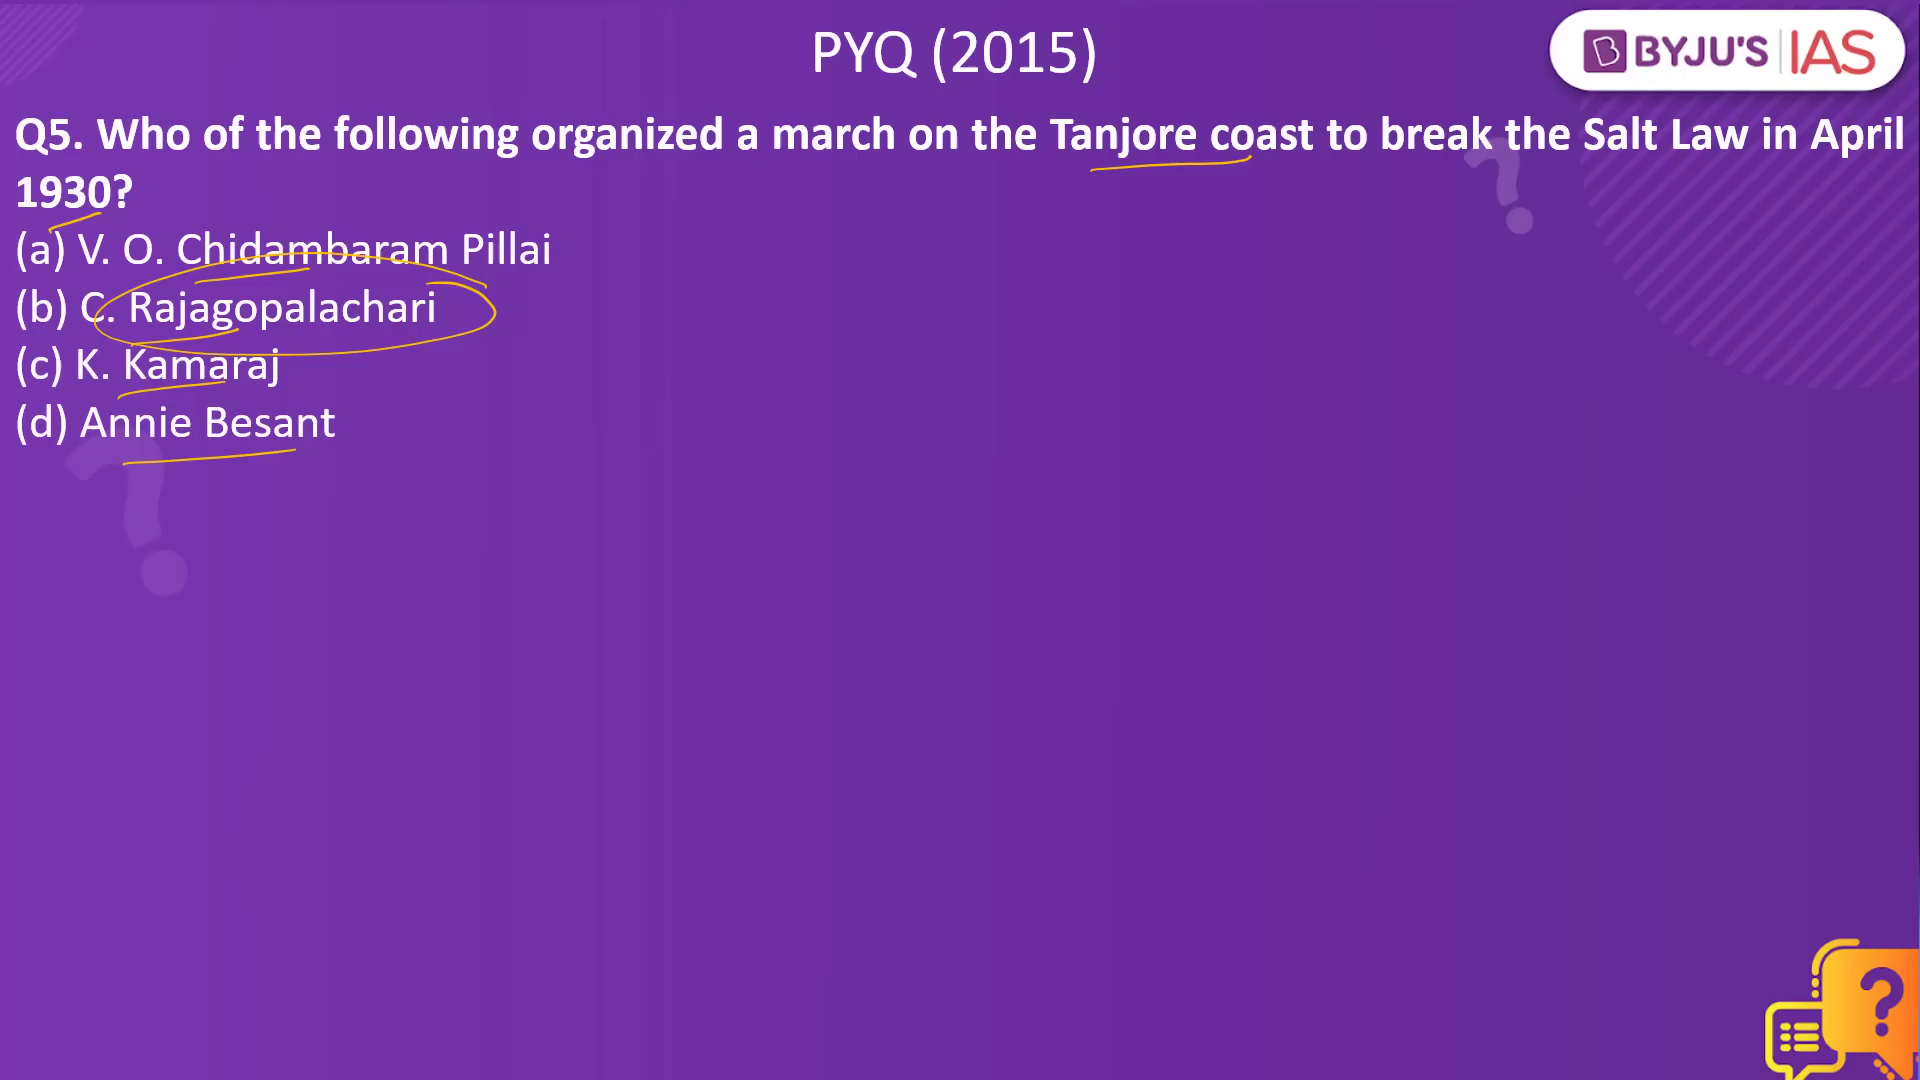 PYQ (2015)
BYJU'S IAS
Q5. Who of the following organized a march on the Tanjore coast to break the Salt Law in April
1930?
(a) V. O. Chidambaram Pillai
(b) C. Rajagopalachari
(c) K. Kamaraj
(d) Annie Besant